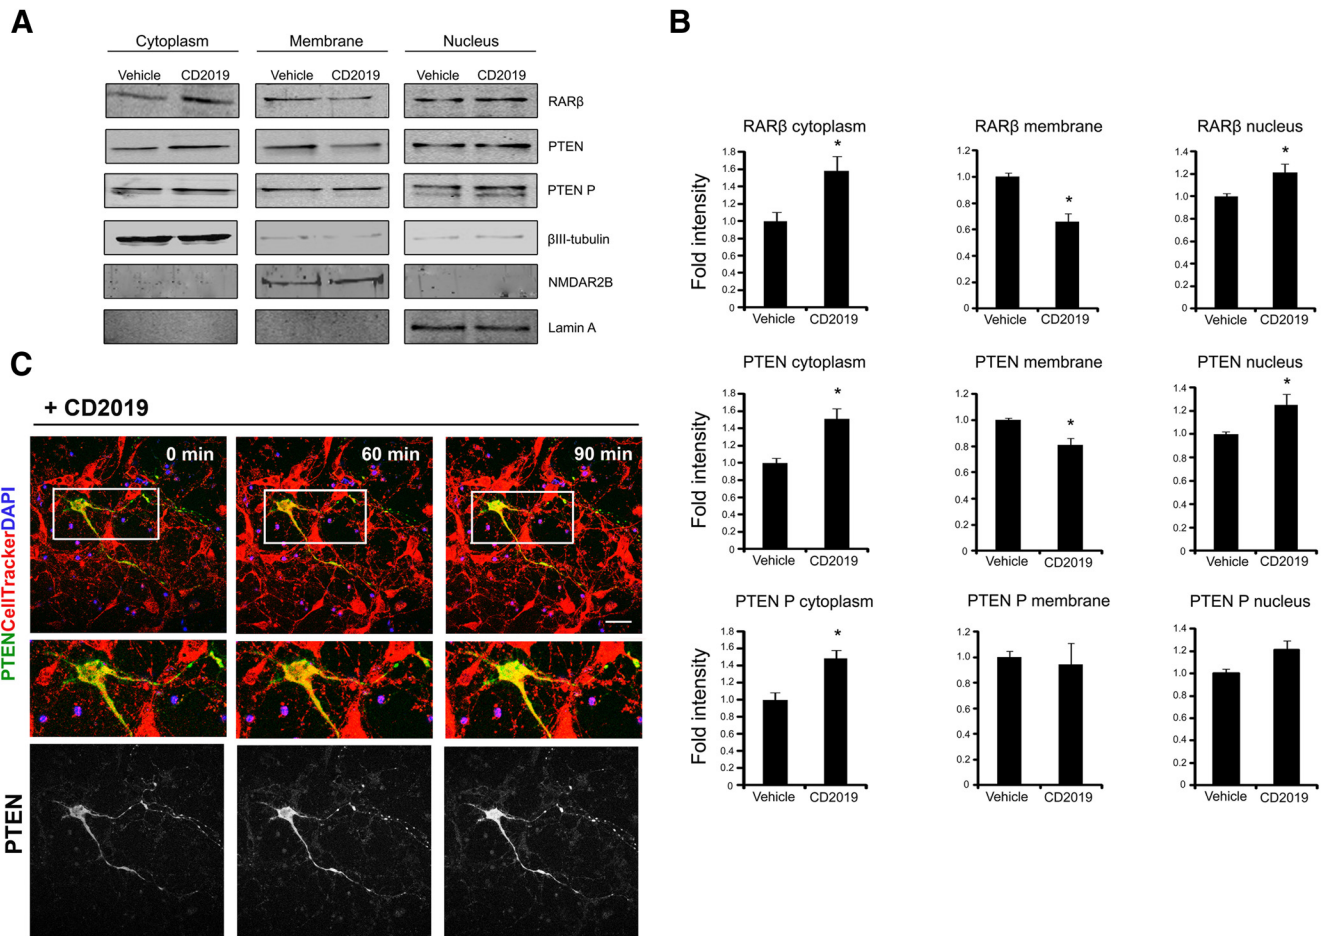 A
Cytoplasm Membrane Nucleus
Vehicle CD2019 Vehicle CD2019 Vehicle CD2019
RARβ
PTEN
PTEN P
βIII-tubulin
NMDAR2B
Lamin A
B
RARβ cytoplasm RARβ membrane RARβ nucleus
Fold intensity
1.8 1.6 1.4 1.2 1.0 0.8 0.6 0.4 0.2 0
*
Vehicle CD2019
1.2 1.0 0.8 0.6 0.4 0.2 0
*
Vehicle CD2019
1.4 1.2 1.0 0.8 0.6 0.4 0.2 0
*
Vehicle CD2019
PTEN cytoplasm PTEN membrane PTEN nucleus
Fold intensity
1.8 1.6 1.4 1.2 1.0 0.8 0.6 0.4 0.2 0
*
Vehicle CD2019
1.2 1.0 0.8 0.6 0.4 0.2 0
*
Vehicle CD2019
1.4 1.2 1.0 0.8 0.6 0.4 0.2 0
*
Vehicle CD2019
PTEN P cytoplasm PTEN P membrane PTEN P nucleus
Fold intensity
1.8 1.6 1.4 1.2 1.0 0.8 0.6 0.4 0.2 0
*
Vehicle CD2019
1.2 1.0 0.8 0.6 0.4 0.2 0
Vehicle CD2019
1.4 1.2 1.0 0.8 0.6 0.4 0.2 0
Vehicle CD2019
C
+ CD2019
0 min 60 min 90 min
PTENCellTrackerDAPI
PTEN